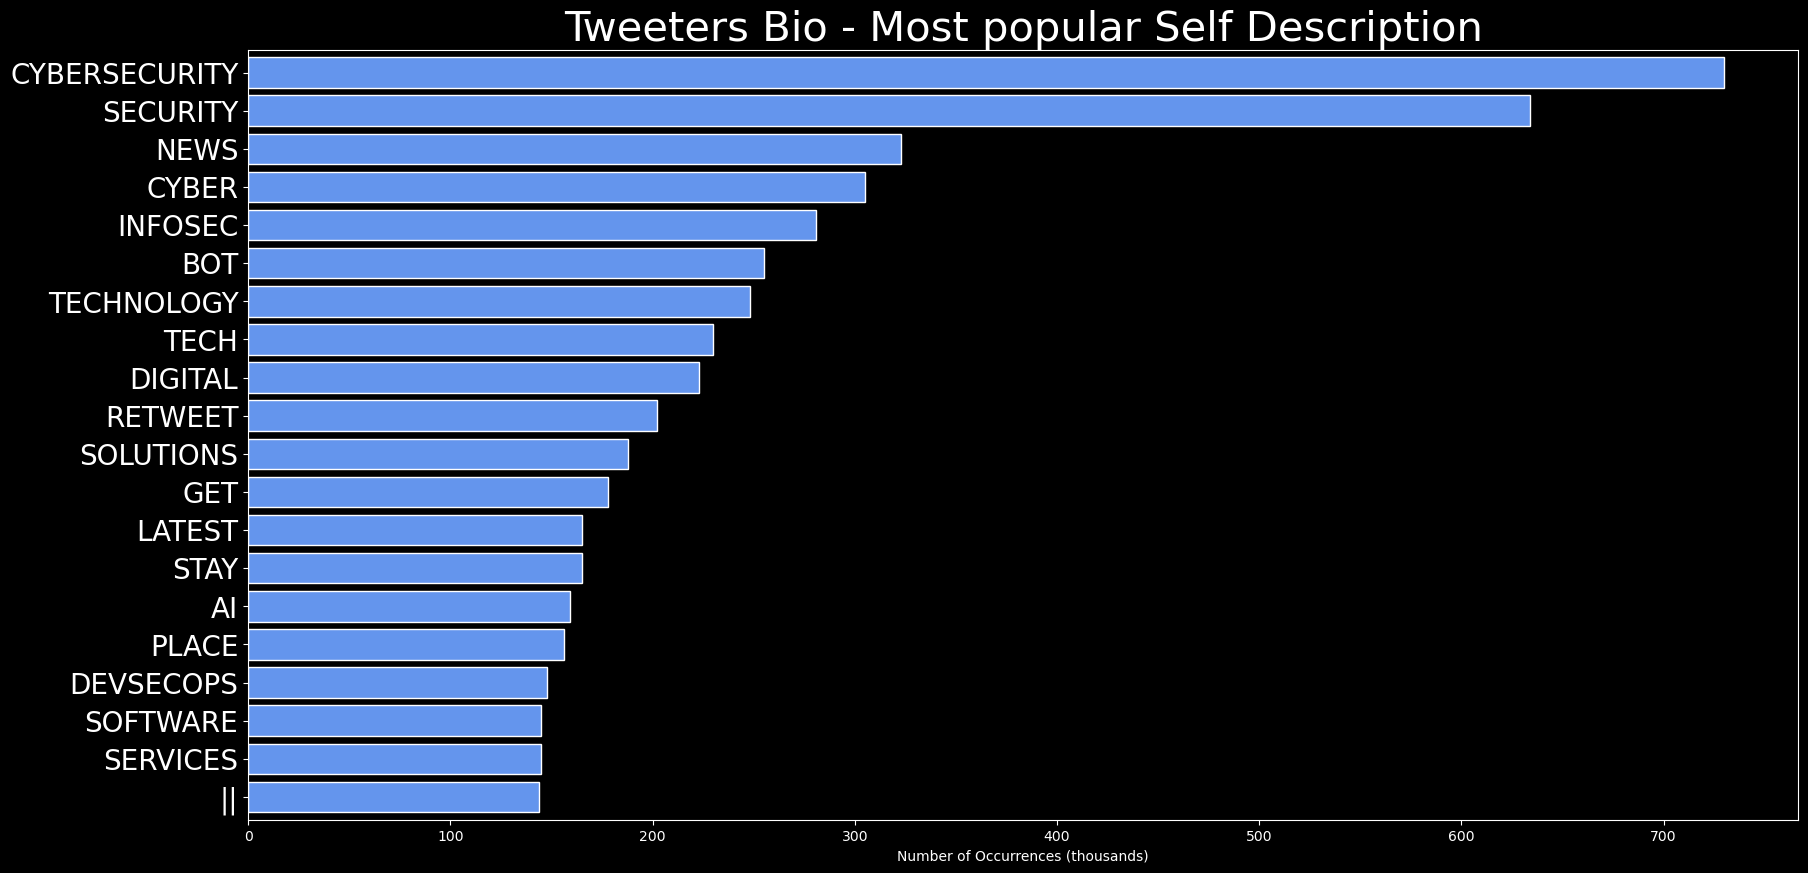 Tweeters Bio - Most popular Self Description
CYBERSECURITY
SECURITY
NEWS
CYBER
INFOSEC
BOT
TECHNOLOGY
TECH
DIGITAL
RETWEET
SOLUTIONS
GET
LATEST
STAY
AI
PLACE
DEVSECOPS
SOFTWARE
SERVICES
||
0 100 200 300 400 500 600 700
Number of Occurrences (thousands)